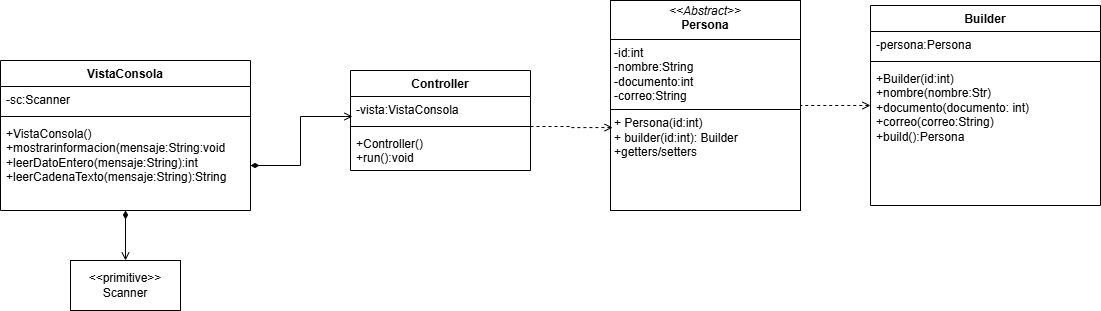 VistaConsola
-sc:Scanner
+VistaConsola()
+mostrarinformacion(mensaje:String:void
+leerDatoEntero(mensaje:String):int
+leerCadenaTexto(mensaje:String):String
<<primitive>>
Scanner
Controller
-vista:VistaConsola
+Controller()
+run():void
<<Abstract>>
Persona
-id:int
-nombre:String
-documento:int
-correo:String
+ Persona(id:int)
+ builder(id:int): Builder
+getters/setters
Builder
-persona:Persona
+Builder(id:int)
+nombre(nombre:Str)
+documento(documento: int)
+correo(correo:String)
+build():Persona